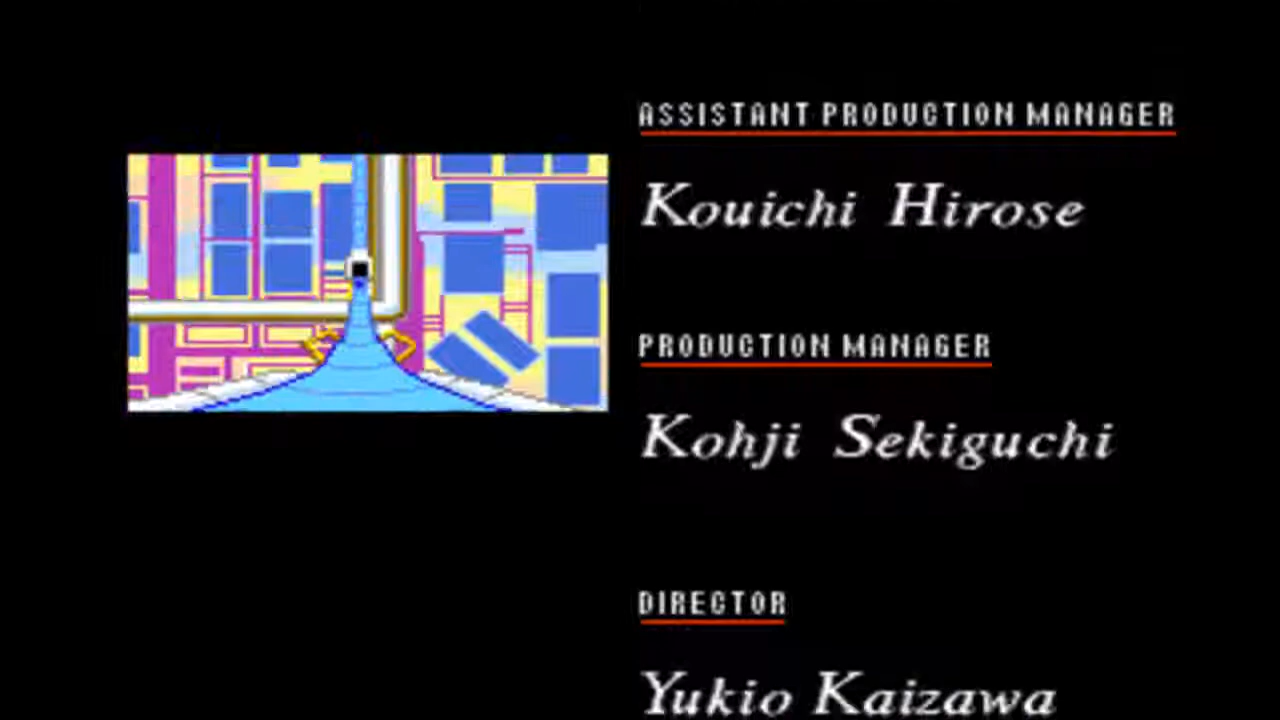 ASSISTANT PRODUCTION MANAGER
Kouichi Hirose
PRODUCTION MANAGER
Kohji Sekiguchi
DIRECTOR
Yukio Kaizawa